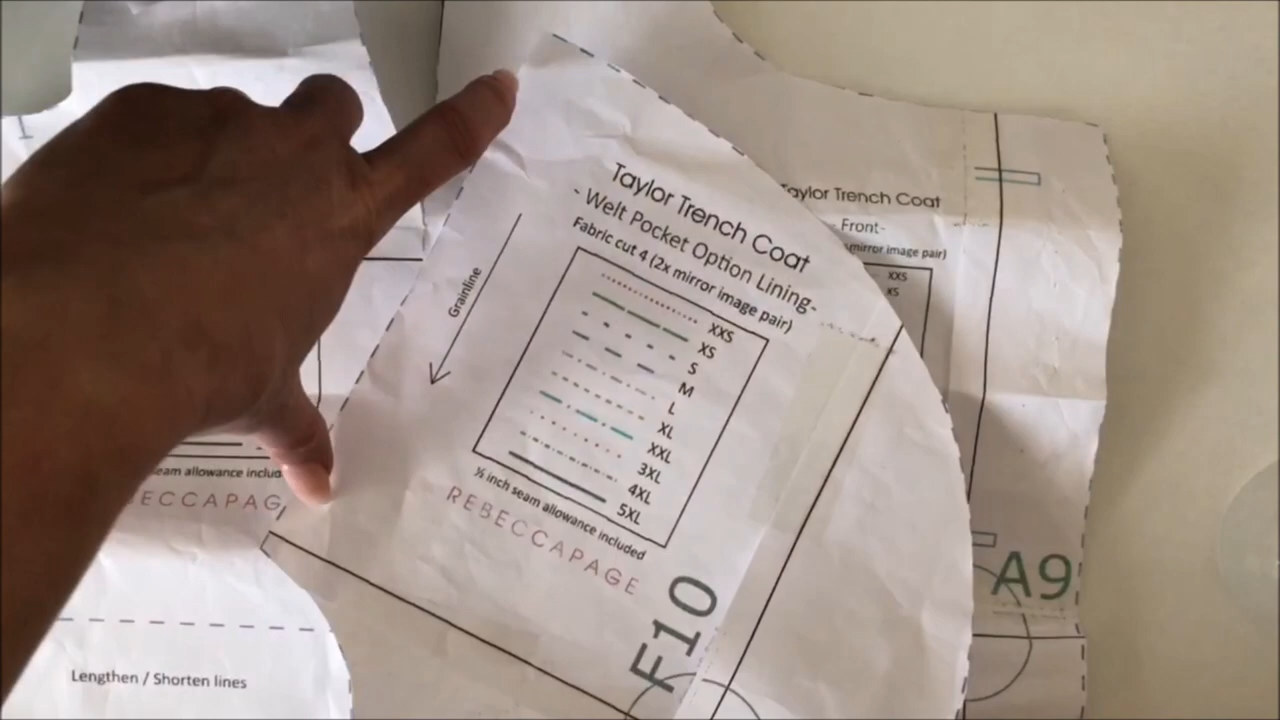 Taylor Trench Coat
- Welt Pocket Option Lining-
Fabric cut 4 (2x mirror image pair)
Grainline
XXS
XS
S
M
L
XL
XXL
3XL
4XL
5XL
½ inch seam allowance included
REBECCAPAGE
F10
Taylor Trench Coat
- Front-
mirror image pair)
XXS
XS
A9
seam allowance includ
ECCAPAG
Lengthen / Shorten lines